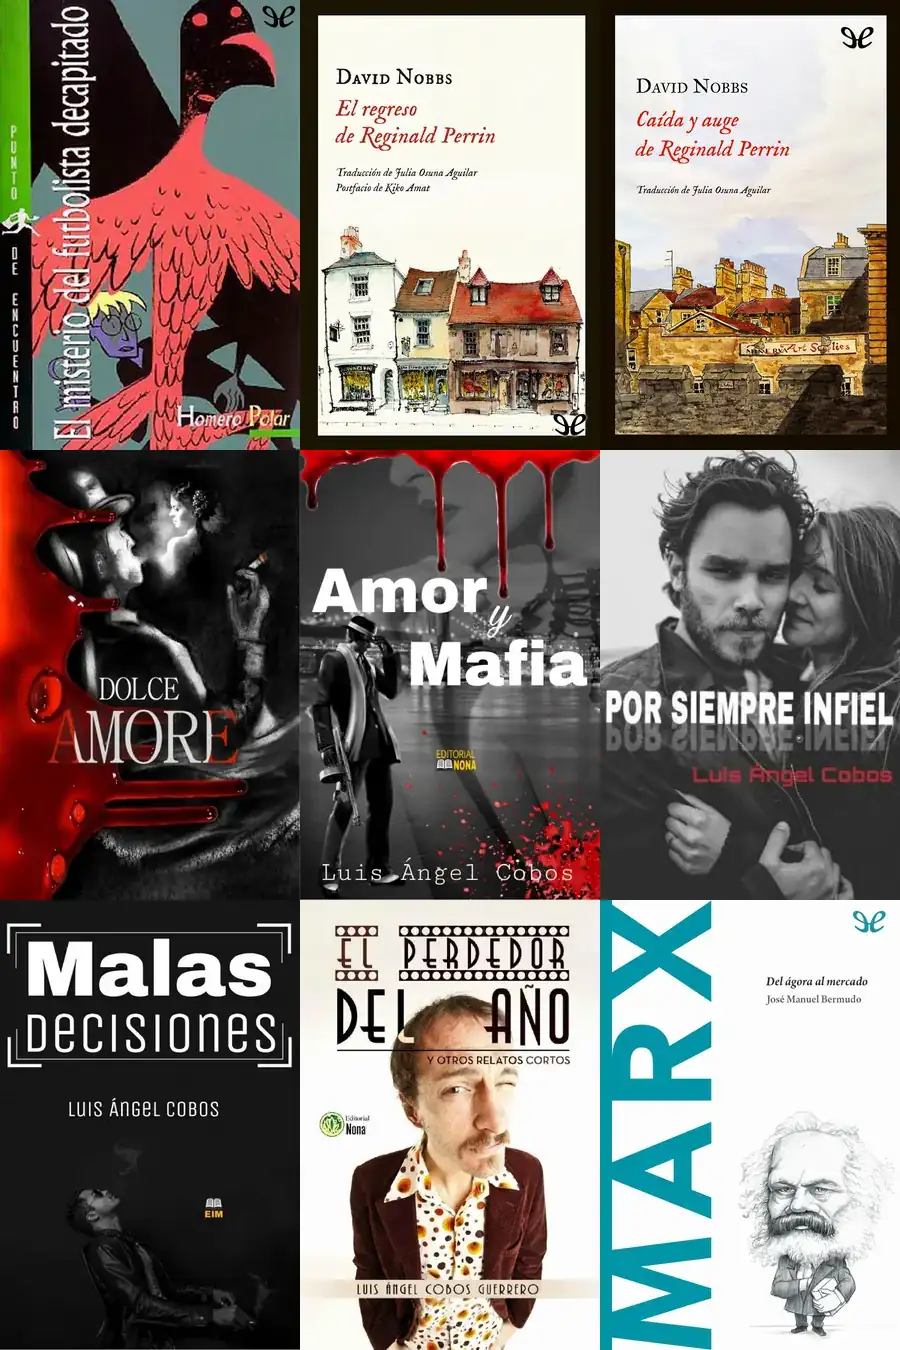 PUNTO DE ENCUENTRO
El misterio del futbolista decapitado
Homero Polar
DAVID NOBBS
El regreso
de Reginald Perrin
Traducción de Julia Osuna Aguilar
Postfacio de Kiko Amat
DAVID NOBBS
Caída y auge
de Reginald Perrin
Traducción de Julia Osuna Aguilar
DOLCE
AMORE
Amor
y
Mafia
EDITORIAL
NONA
Luis Ángel Cobos
POR SIEMPRE INFIEL
Luis Ángel Cobos
Malas
DECISIONES
LUIS ÁNGEL COBOS
EIM
EL PERDEDOR
DEL AÑO
Y OTROS RELATOS CORTOS
Editorial
Nona
LUIS ÁNGEL COBOS GUERRERO
MARX
Del ágora al mercado
José Manuel Bermudo